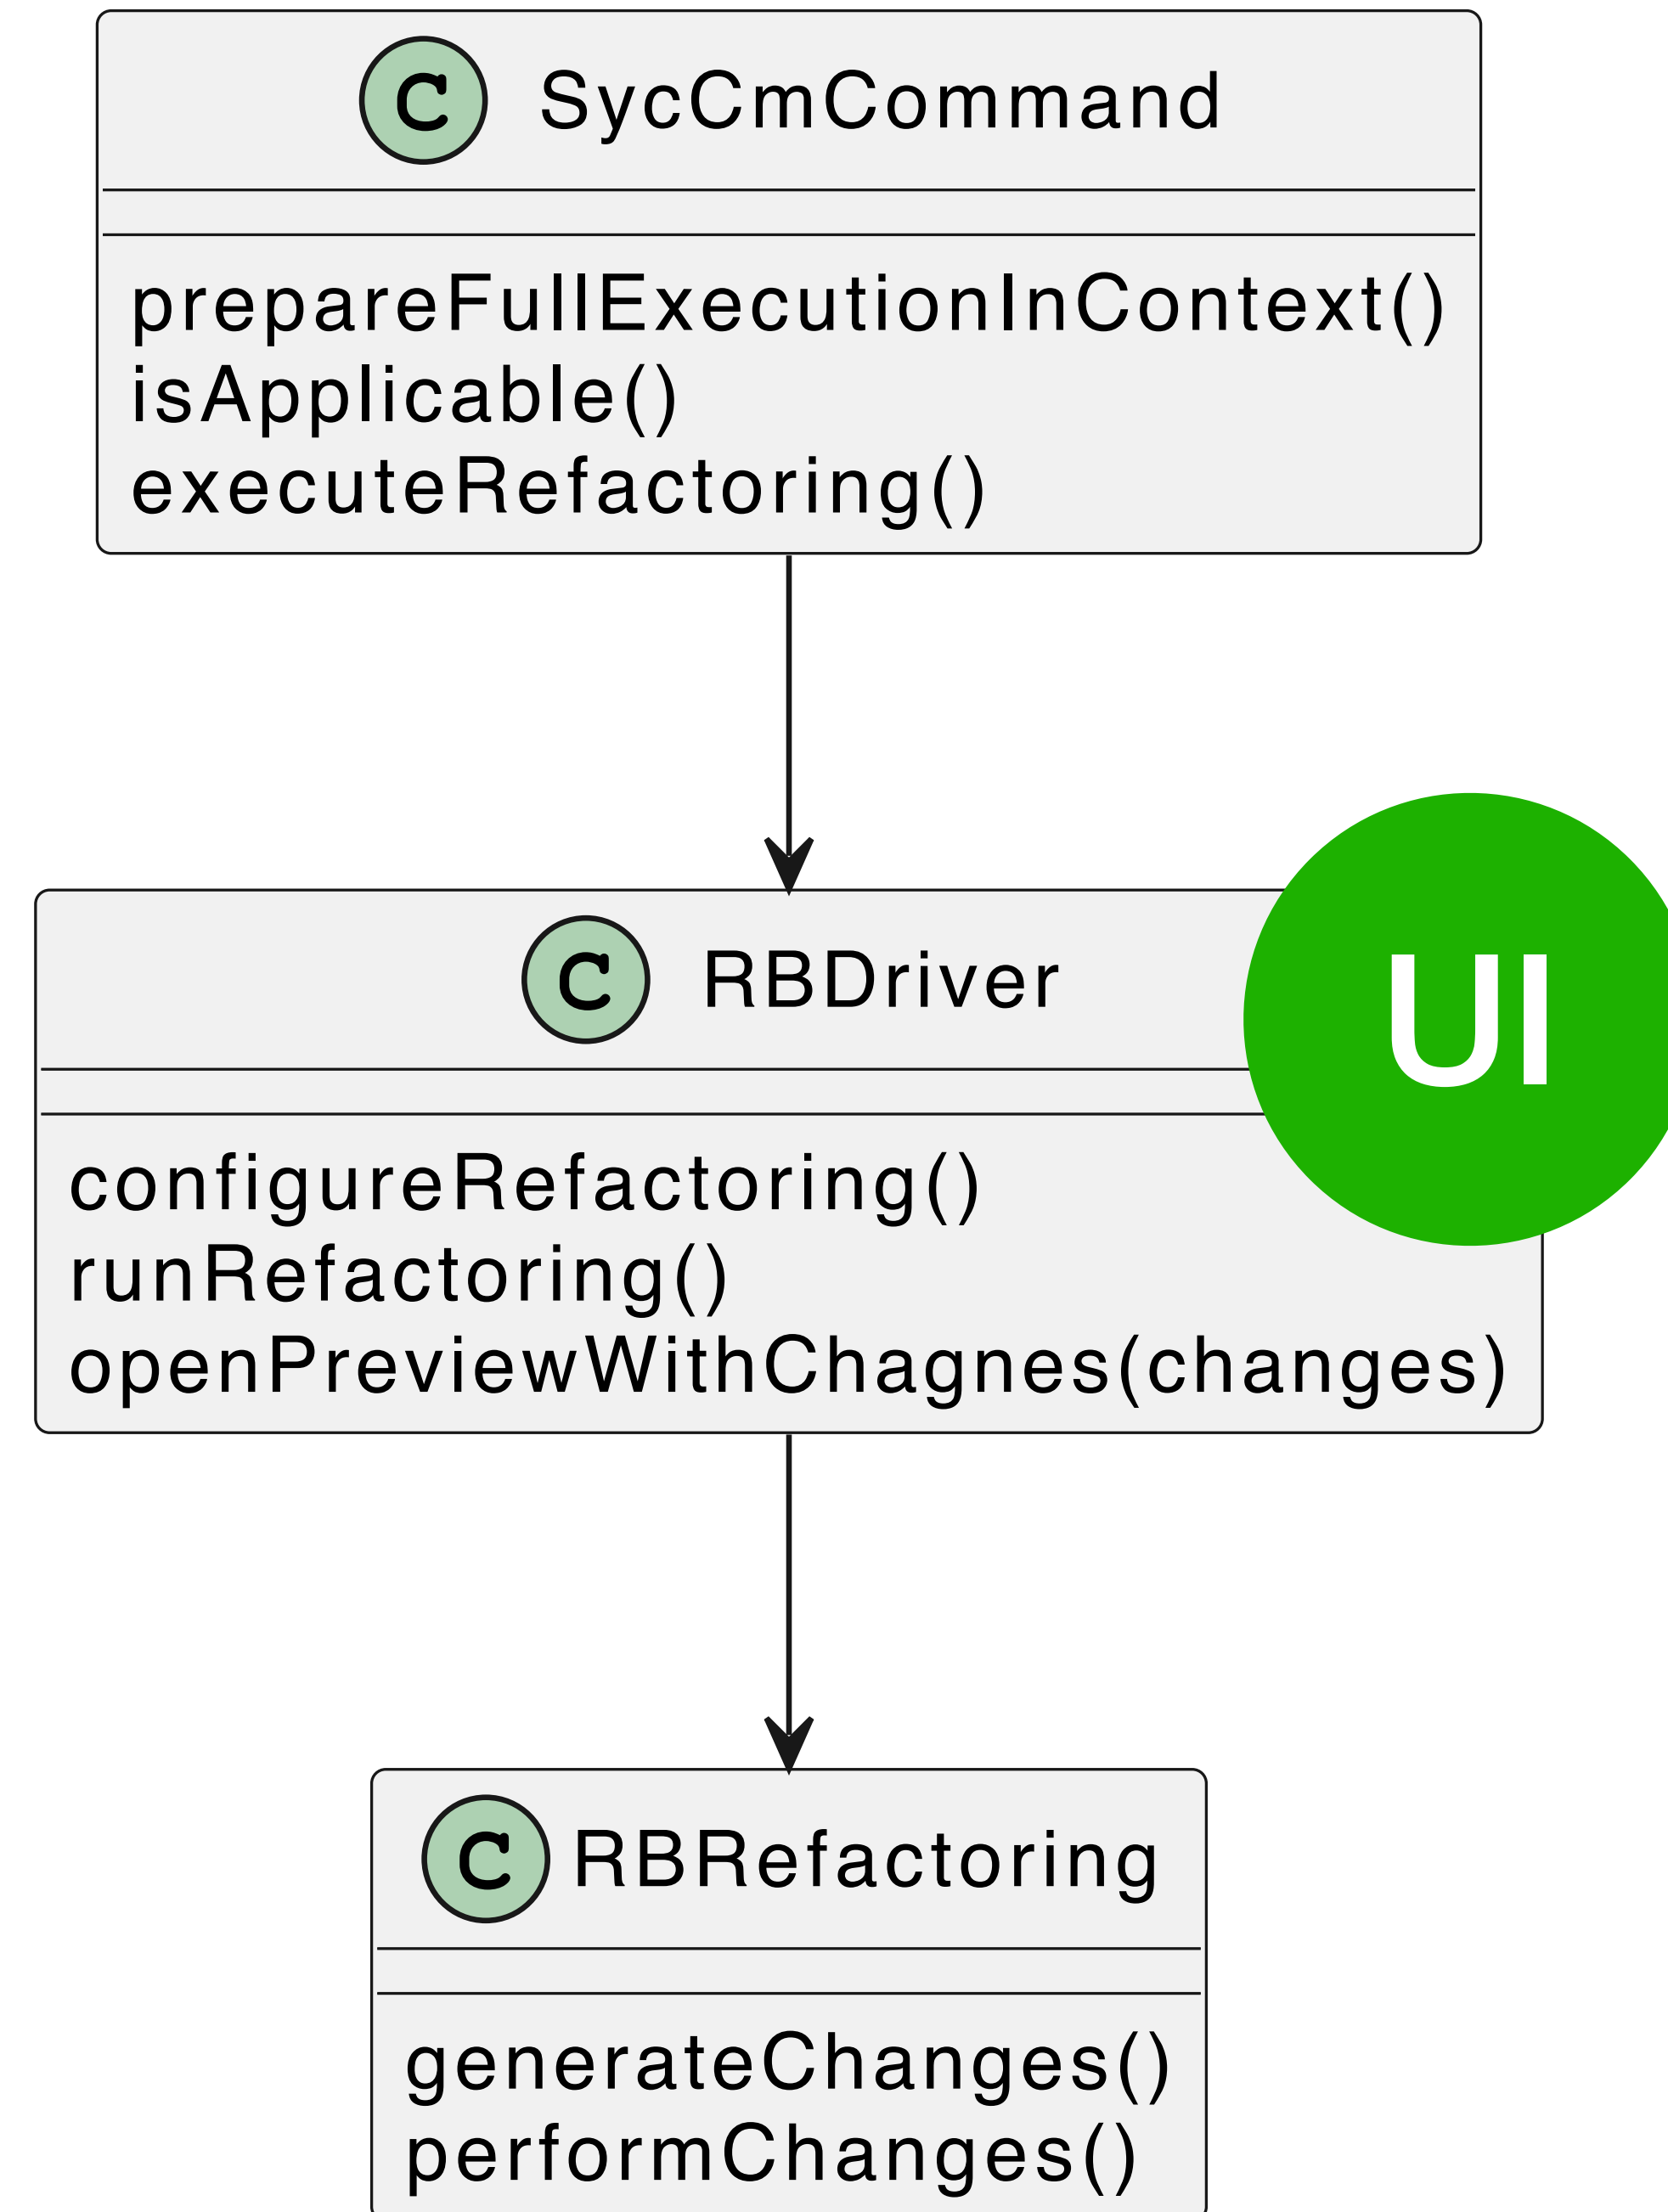 C SycCmCommand
prepareFullExecutionInContext()
isApplicable()
executeRefactoring()
C RBDriver
UI
configureRefactoring()
runRefactoring()
openPreviewWithChagnes(changes)
C RBRefactoring
generateChanges()
performChanges()